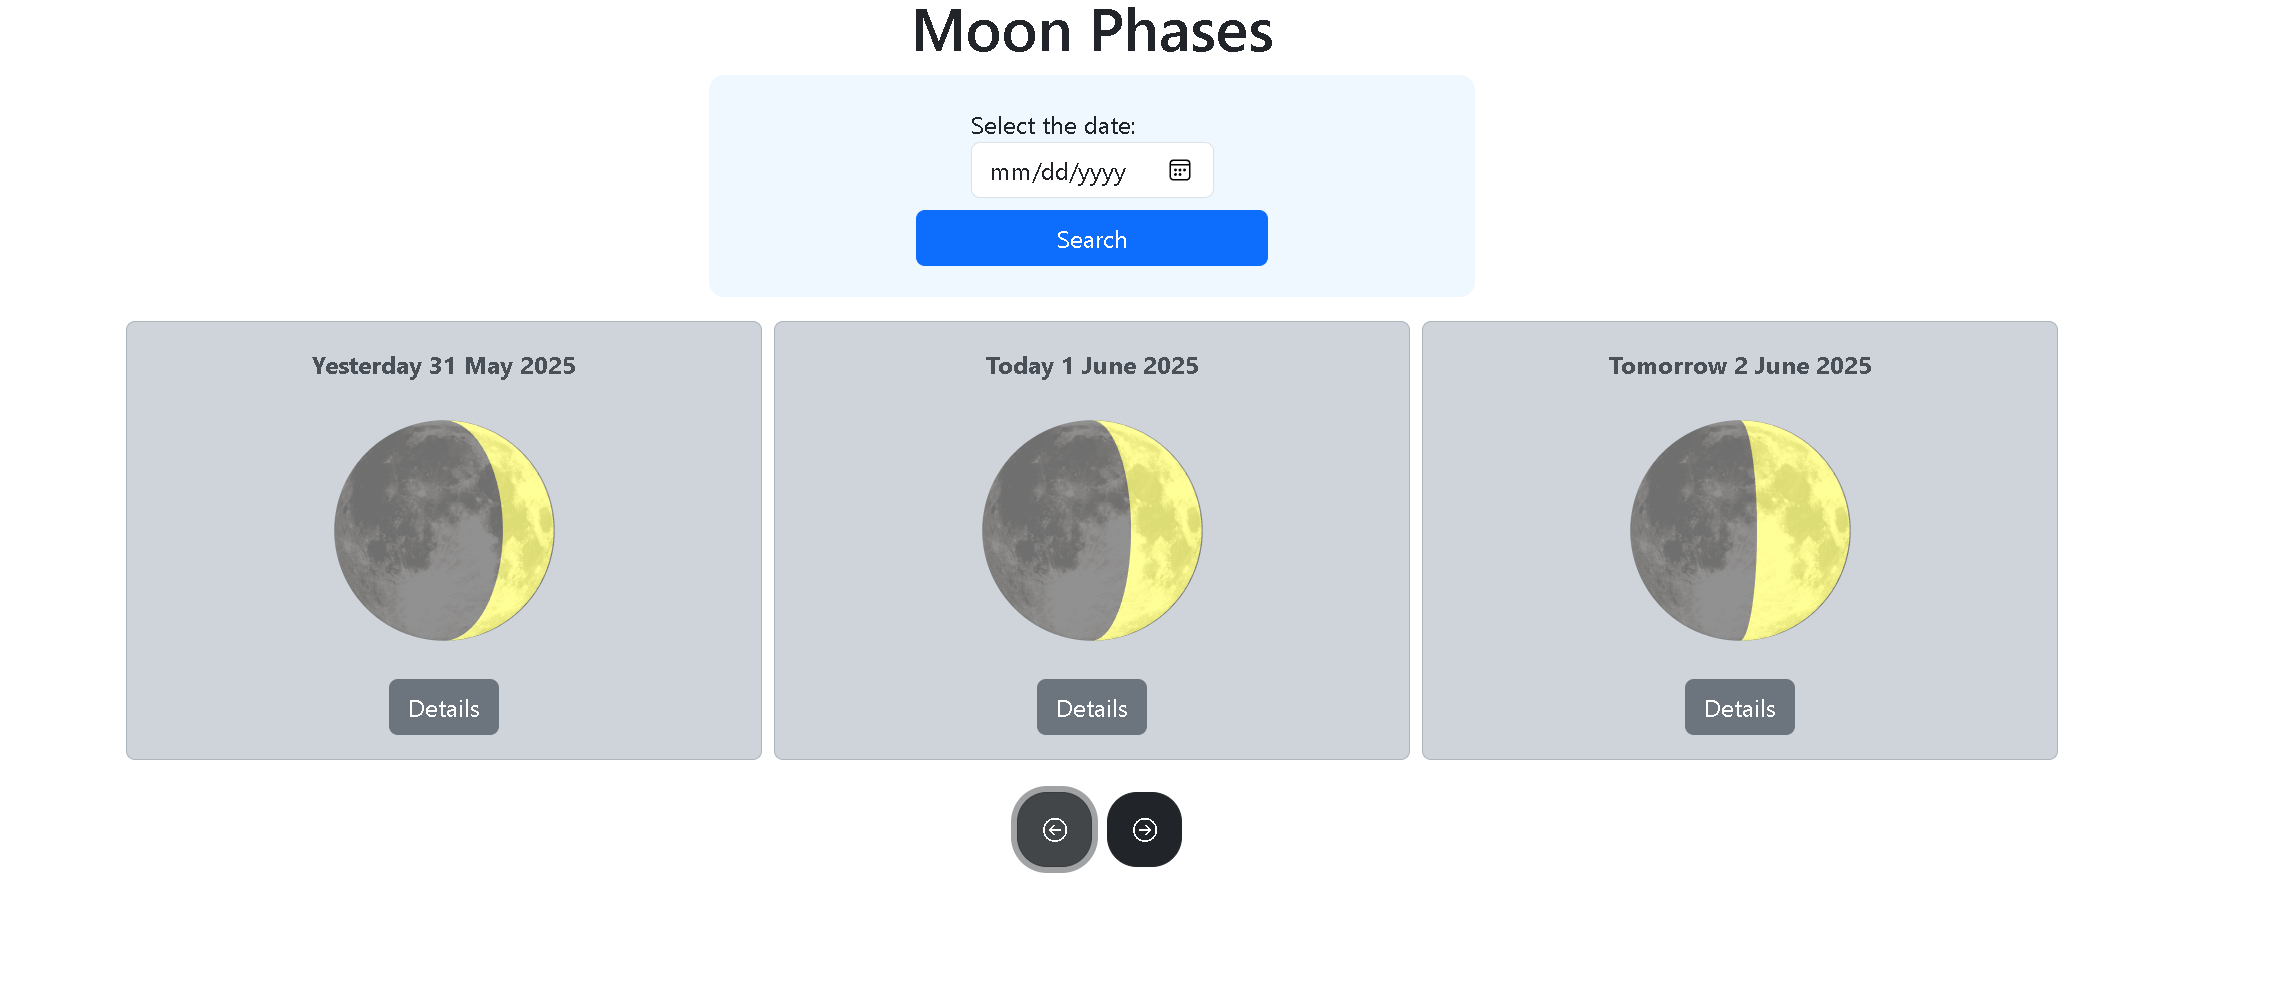 Moon Phases
Select the date:
mm/dd/yyyy
Search
Yesterday 31 May 2025
Today 1 June 2025
Tomorrow 2 June 2025
Details
Details
Details